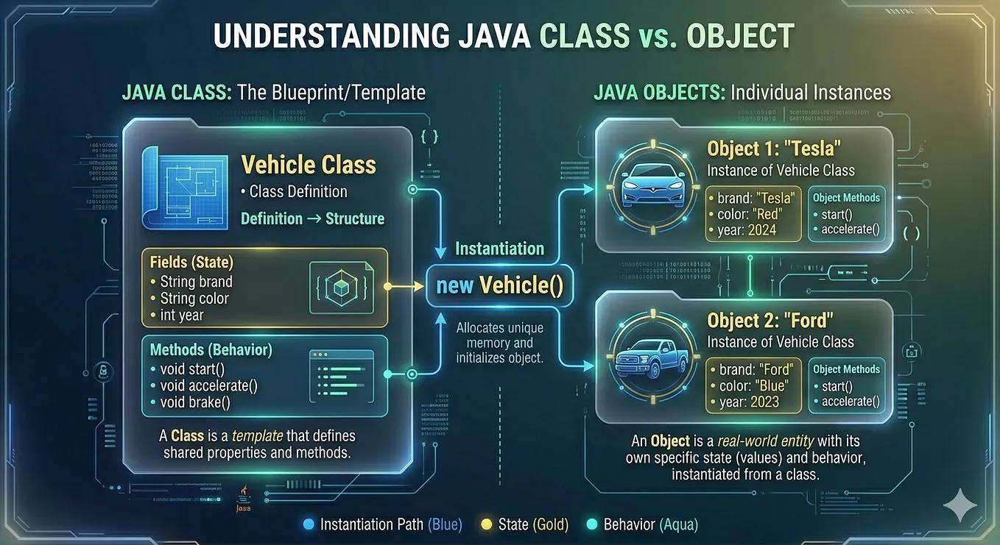 UNDERSTANDING JAVA CLASS vs. OBJECT
JAVA CLASS: The Blueprint/Template
Vehicle Class
• Class Definition
Definition → Structure
Fields (State)
• String brand
• String color
• int year
Methods (Behavior)
• void start()
• void accelerate()
• void brake()
A Class is a template that defines
shared properties and methods.
Java
{ }
Instantiation
new Vehicle()
Allocates unique
memory and
initializes object.
JAVA OBJECTS: Individual Instances
Object 1: "Tesla"
Instance of Vehicle Class
• brand: "Tesla"
• color: "Red"
• year: 2024
Object Methods
• start()
• accelerate()
( )
Object 2: "Ford"
Instance of Vehicle Class
• brand: "Ford"
• color: "Blue"
• year: 2023
Object Methods
• start()
• accelerate()
An Object is a real-world entity with its
own specific state (values) and behavior,
instantiated from a class.
Instantiation Path (Blue)
State (Gold)
Behavior (Aqua)